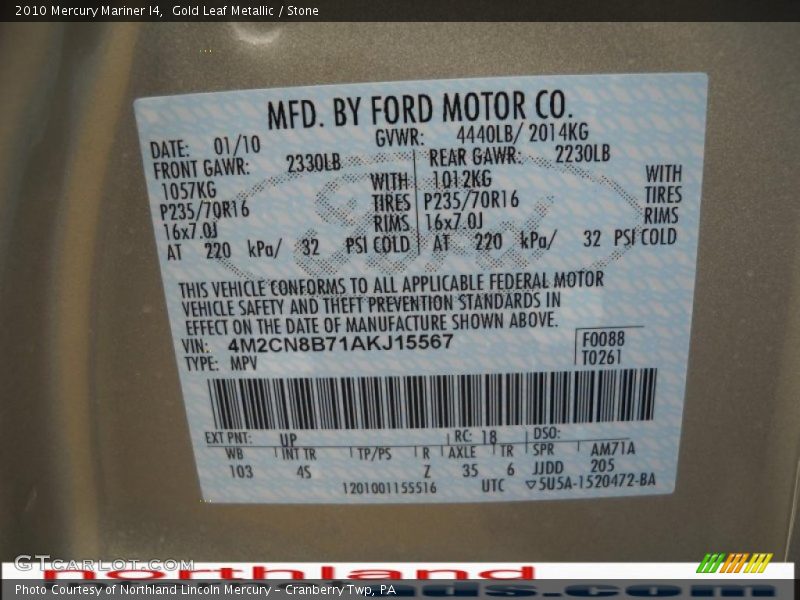 2010 Mercury Mariner I4, Gold Leaf Metallic / Stone
MFD. BY FORD MOTOR CO.
DATE: 01/10 GVWR: 4440LB/ 2014KG
FRONT GAWR: 2330LB REAR GAWR: 2230LB
1057KG WITH 1012KG WITH
P235/70R16 TIRES P235/70R16 TIRES
16x7.0J RIMS 16x7.0J RIMS
AT 220 kPa/ 32 PSI COLD AT 220 kPa/ 32 PSI COLD
THIS VEHICLE CONFORMS TO ALL APPLICABLE FEDERAL MOTOR
VEHICLE SAFETY AND THEFT PREVENTION STANDARDS IN
EFFECT ON THE DATE OF MANUFACTURE SHOWN ABOVE.
VIN: 4M2CN8B71AKJ15567 F0088
TYPE: MPV T0261
EXT PNT: UP RC: 18 DSO:
WB INT TR TP/PS R AXLE TR SPR AM71A
103 4S Z 35 6 JJDD 205
1201001155516 UTC ▽5U5A-1520472-BA
GTCarLot.com
northland
Photo Courtesy of Northland Lincoln Mercury - Cranberry Twp, PA